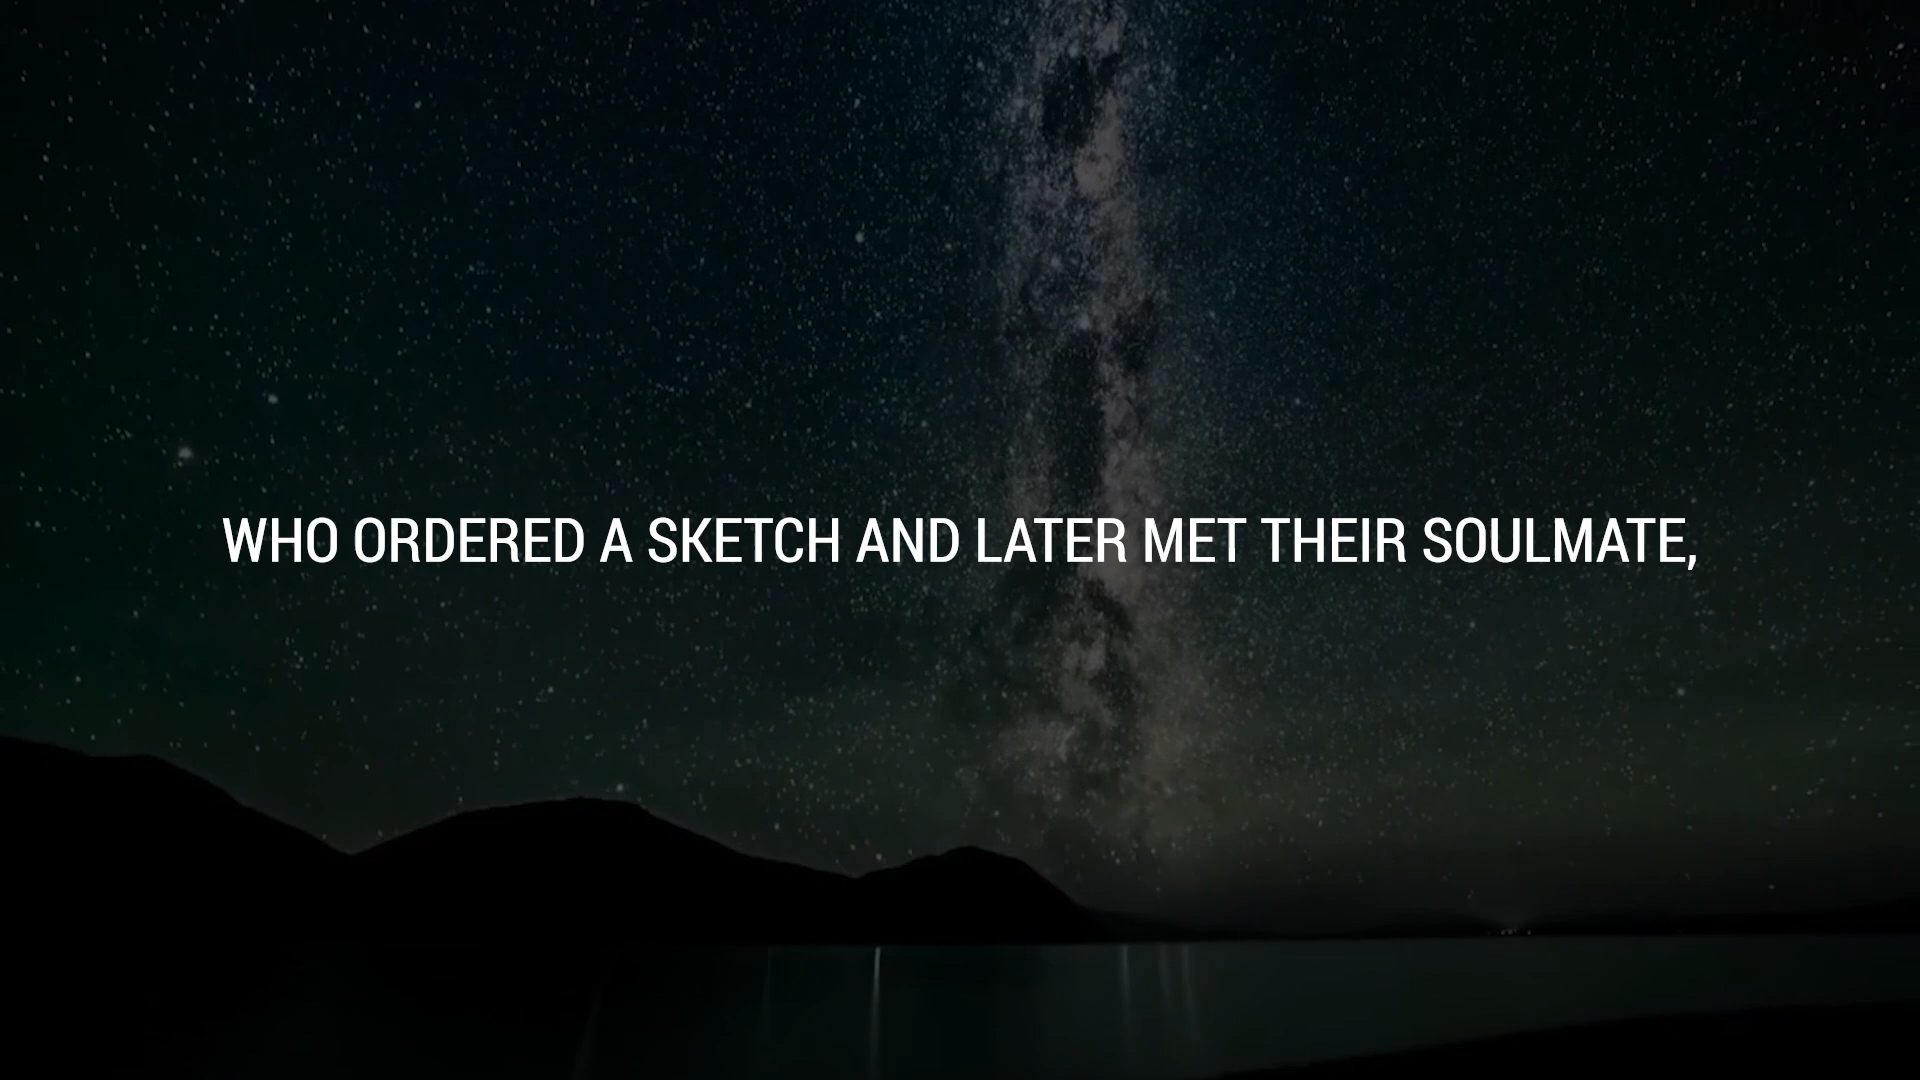 WHO ORDERED A SKETCH AND LATER MET THEIR SOULMATE,